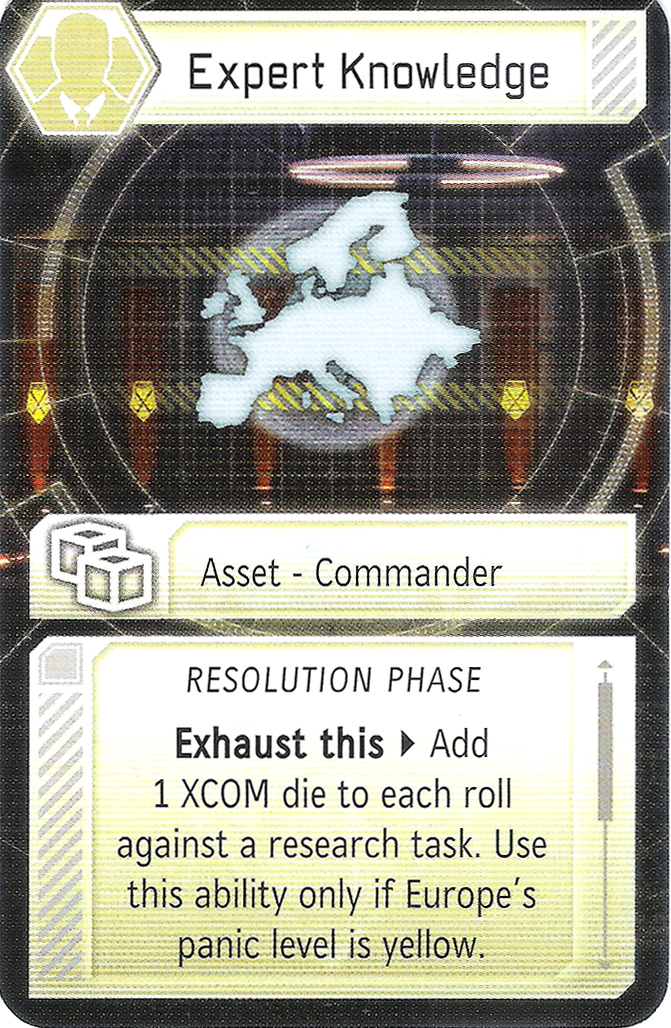 Expert Knowledge
Asset - Commander
RESOLUTION PHASE
Exhaust this ▶ Add
1 XCOM die to each roll
against a research task. Use
this ability only if Europe's
panic level is yellow.